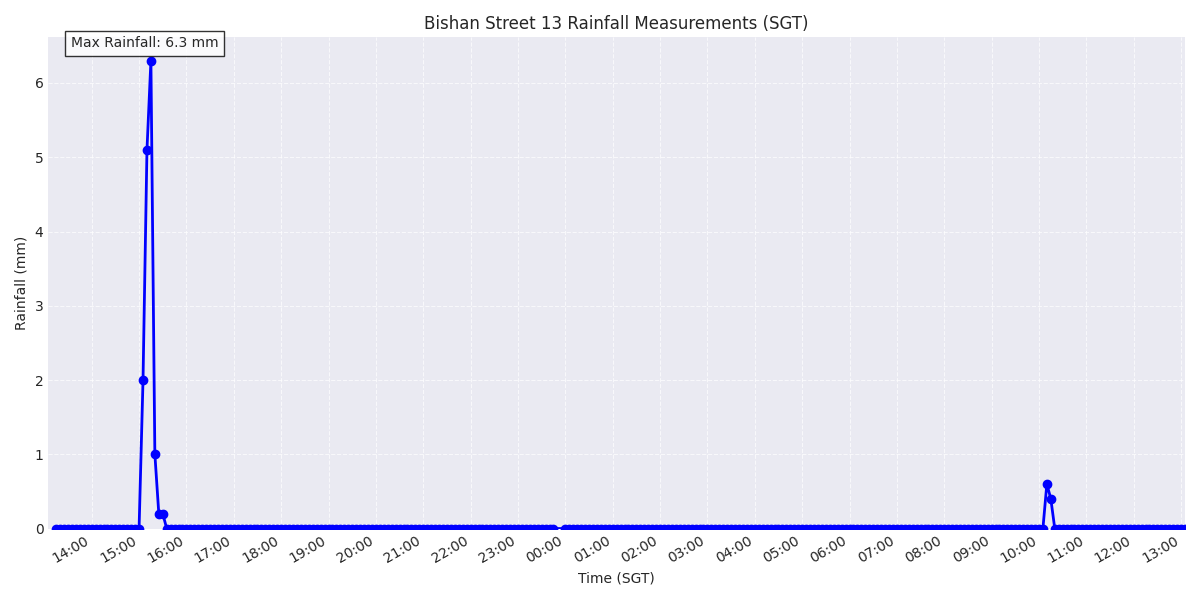 Bishan Street 13 Rainfall Measurements (SGT)
Max Rainfall: 6.3 mm
Rainfall (mm)
6
5
4
3
2
1
0
14:00 15:00 16:00 17:00 18:00 19:00 20:00 21:00 22:00 23:00 00:00 01:00 02:00 03:00 04:00 05:00 06:00 07:00 08:00 09:00 10:00 11:00 12:00 13:00
Time (SGT)